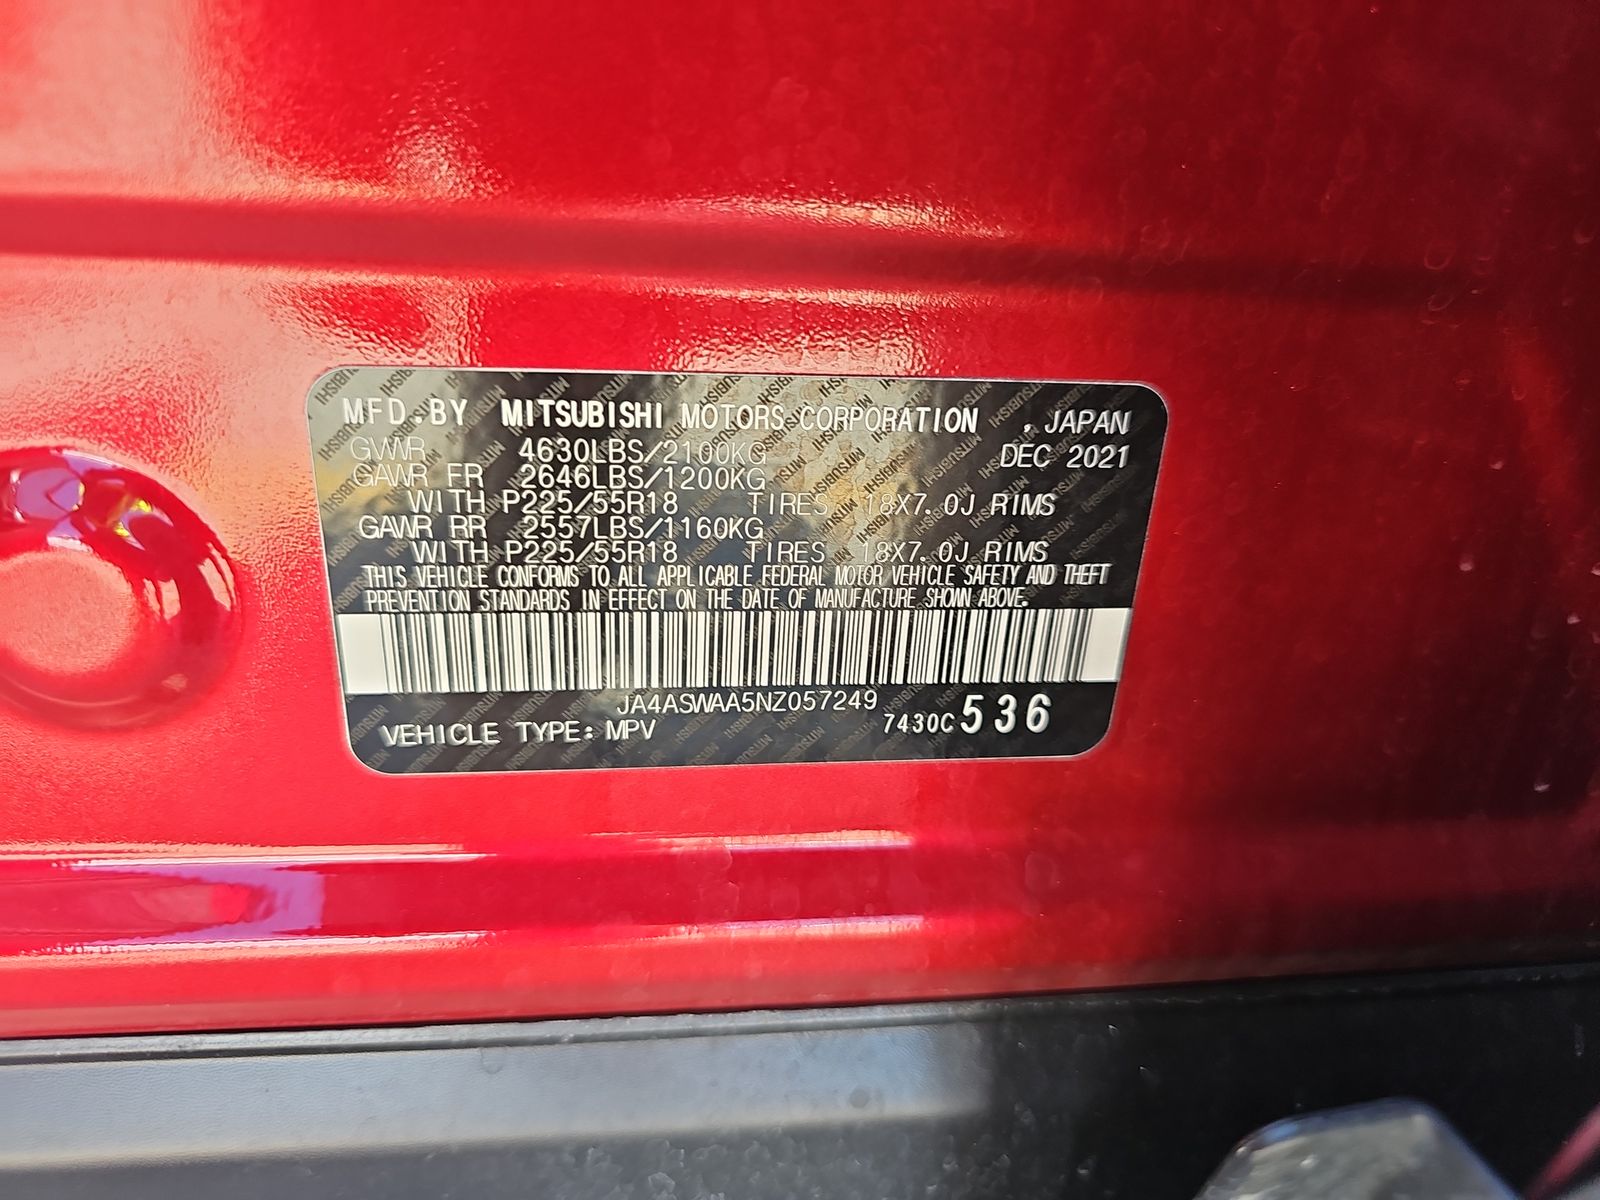 MFD.BY MITSUBISHI MOTORS CORPORATION , JAPAN
GVWR 4630LBS/2100KG DEC 2021
GAWR FR 2646LBS/1200KG
WITH P225/55R18 TIRES 18X7.0J RIMS
GAWR RR 2557LBS/1160KG
WITH P225/55R18 TIRES 18X7.0J RIMS
THIS VEHICLE CONFORMS TO ALL APPLICABLE FEDERAL MOTOR VEHICLE SAFETY AND THEFT
PREVENTION STANDARDS IN EFFECT ON THE DATE OF MANUFACTURE SHOWN ABOVE.
JA4ASWAA5NZ057249
VEHICLE TYPE: MPV 7430C 536